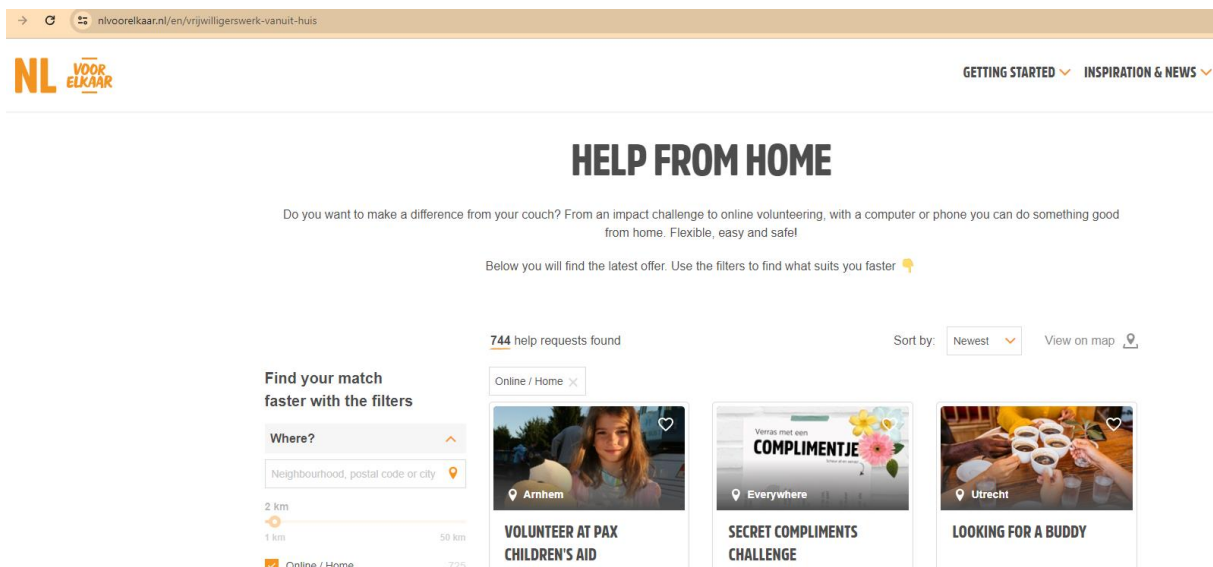 nlvoorelkaar.nl/en/vrijwilligerswerk-vanuit-huis
NL VOOR
ELKAAR
GETTING STARTED INSPIRATION & NEWS
HELP FROM HOME
Do you want to make a difference from your couch? From an impact challenge to online volunteering, with a computer or phone you can do something good
from home. Flexible, easy and safe!
Below you will find the latest offer. Use the filters to find what suits you faster 👇
744 help requests found
Sort by: Newest View on map
Find your match
faster with the filters
Where?
Neighbourhood, postal code or city
2 km
1 km 50 km
Online / Home 725
Online / Home
Arnhem
VOLUNTEER AT PAX
CHILDREN'S AID
Verras met een
COMPLIMENTJE
Everywhere
SECRET COMPLIMENTS
CHALLENGE
Utrecht
LOOKING FOR A BUDDY